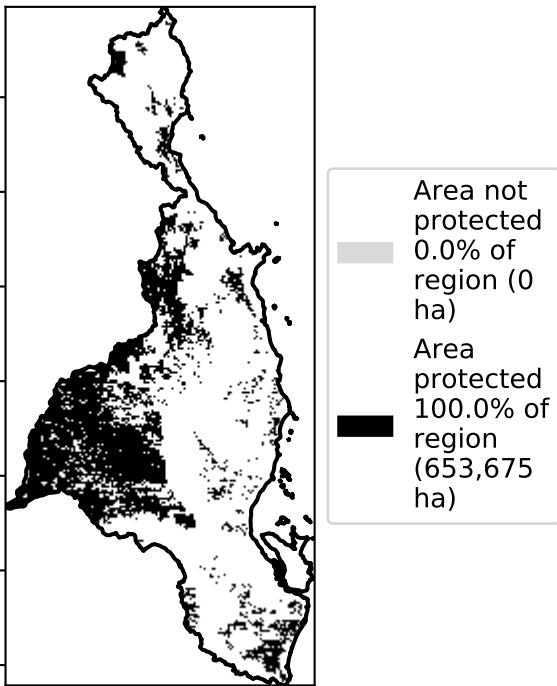 Area not
protected
0.0% of
region (0
ha)
Area
protected
100.0% of
region
(653,675
ha)